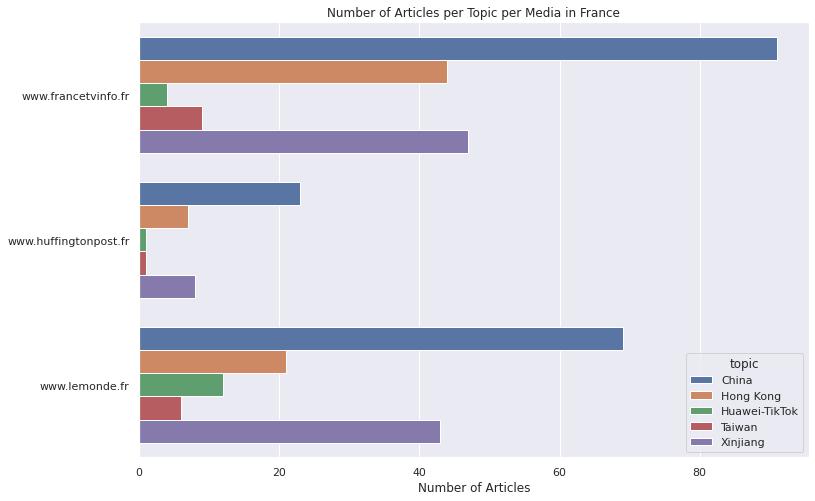 Number of Articles per Topic per Media in France
www.francetvinfo.fr
www.huffingtonpost.fr
www.lemonde.fr
topic
China
Hong Kong
Huawei-TikTok
Taiwan
Xinjiang
0 20 40 60 80
Number of Articles